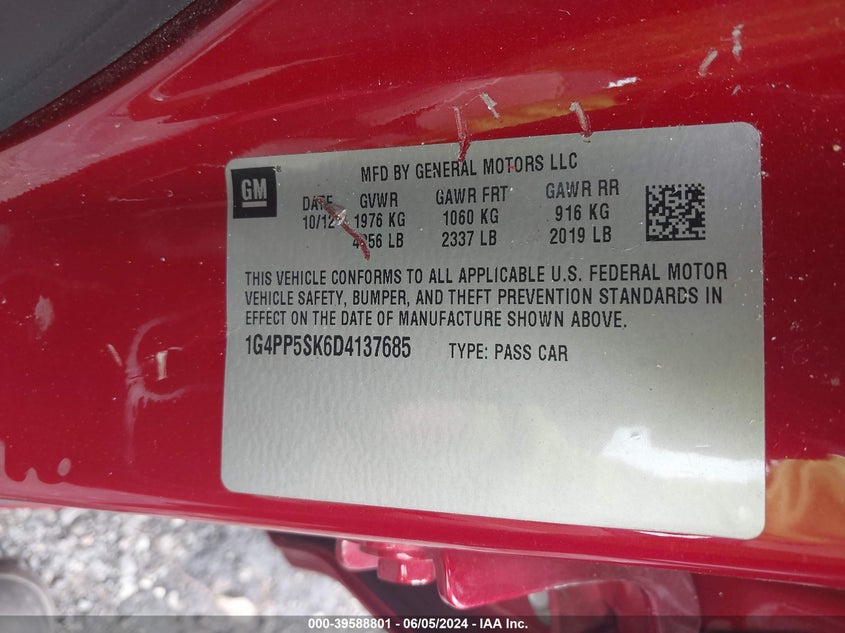 MFD BY GENERAL MOTORS LLC
GM
DATE GVWR GAWR FRT GAWR RR
10/12 1976 KG 1060 KG 916 KG
4356 LB 2337 LB 2019 LB
THIS VEHICLE CONFORMS TO ALL APPLICABLE U.S. FEDERAL MOTOR
VEHICLE SAFETY, BUMPER, AND THEFT PREVENTION STANDARDS IN
EFFECT ON THE DATE OF MANUFACTURE SHOWN ABOVE.
1G4PP5SK6D4137685 TYPE: PASS CAR
000-39588801 - 06/05/2024 - IAA Inc.